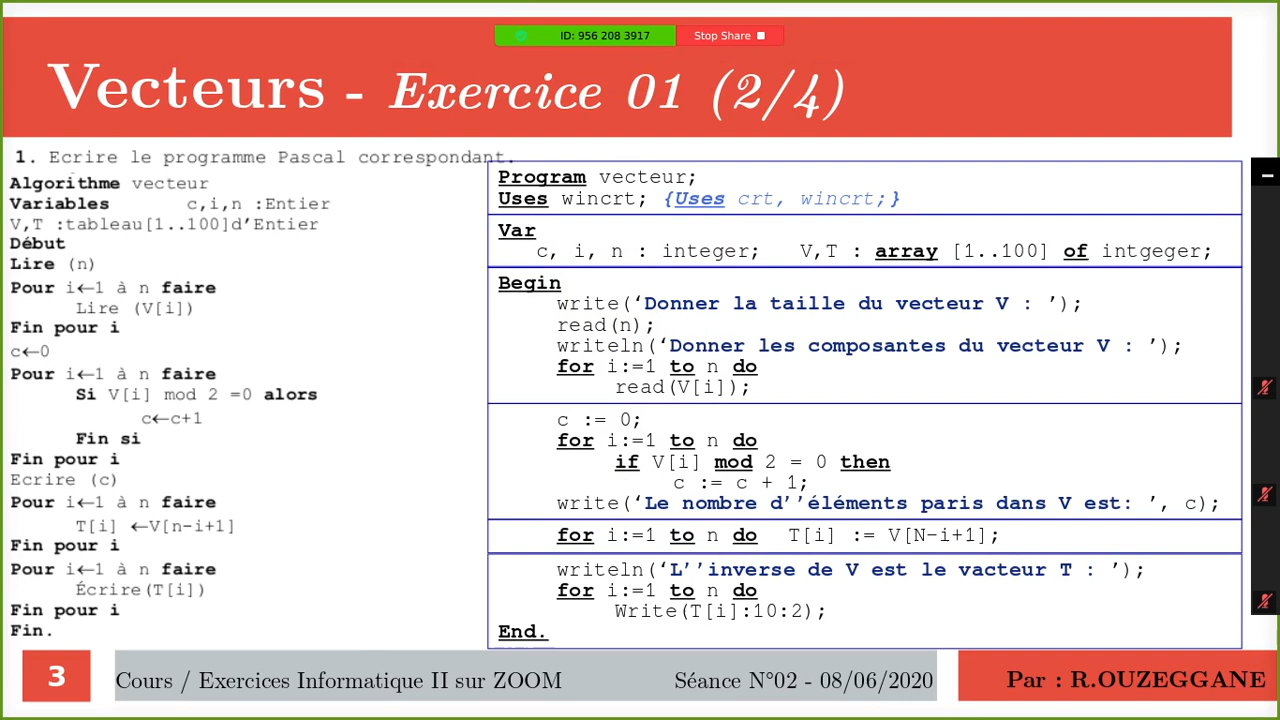 ID: 956 208 3917
Stop Share
Vecteurs - Exercice 01 (2/4)
1. Ecrire le programme Pascal correspondant.
Algorithme vecteur
Variables c,i,n :Entier
V,T :tableau[1..100]d’Entier
Début
Lire (n)
Pour i←1 à n faire
Lire (V[i])
Fin pour i
c←0
Pour i←1 à n faire
Si V[i] mod 2 =0 alors
c←c+1
Fin si
Fin pour i
Ecrire (c)
Pour i←1 à n faire
T[i] ←V[n-i+1]
Fin pour i
Pour i←1 à n faire
Écrire(T[i])
Fin pour i
Fin.
Program vecteur;
Uses wincrt; {Uses crt, wincrt;}
Var
c, i, n : integer; V,T : array [1..100] of intgeger;
Begin
write(‘Donner la taille du vecteur V : ’);
read(n);
writeln(‘Donner les composantes du vecteur V : ’);
for i:=1 to n do
read(V[i]);
c := 0;
for i:=1 to n do
if V[i] mod 2 = 0 then
c := c + 1;
write(‘Le nombre d’’éléments paris dans V est: ’, c);
for i:=1 to n do T[i] := V[N-i+1];
writeln(‘L’’inverse de V est le vacteur T : ’);
for i:=1 to n do
Write(T[i]:10:2);
End.
3
Cours / Exercices Informatique II sur ZOOM
Séance N°02 - 08/06/2020
Par : R.OUZEGGANE